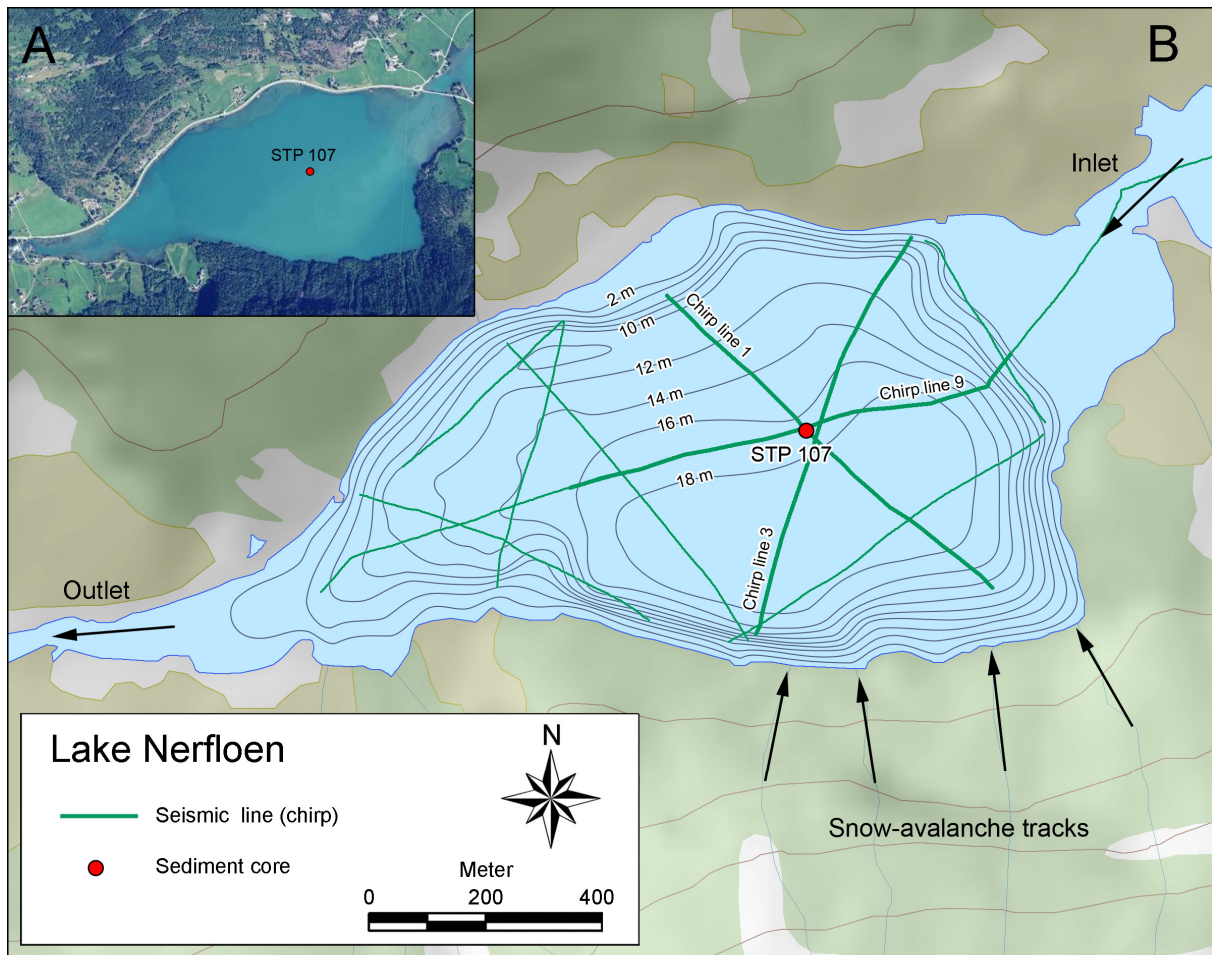 A
STP 107
B
Inlet
2 m
10 m
12 m
14 m
16 m
18 m
Chirp line 1
Chirp line 9
STP 107
Chirp line 3
Outlet
Snow-avalanche tracks
Lake Nerfloen
N
Seismic line (chirp)
Sediment core
Meter
0 200 400